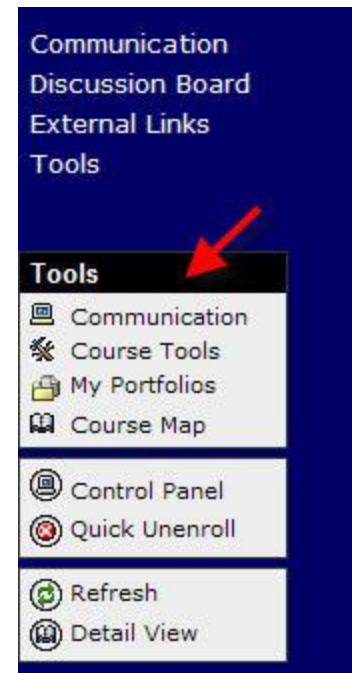 Communication
Discussion Board
External Links
Tools
Tools
Communication
Course Tools
My Portfolios
Course Map
Control Panel
Quick Unenroll
Refresh
Detail View